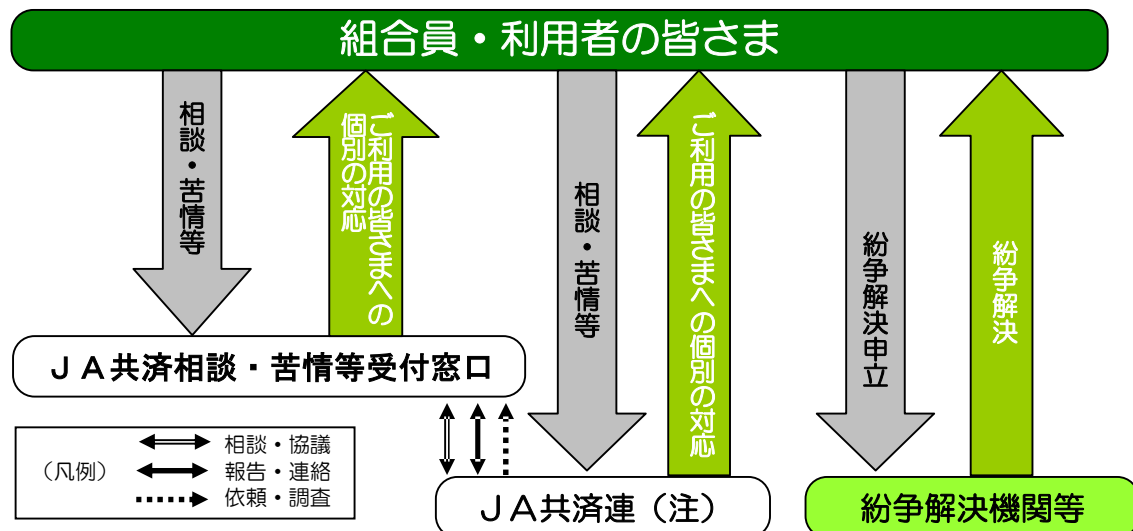 組合員・利用者の皆さま
相談・苦情等
ご利用の皆さまへの
個別の対応
相談・苦情等
ご利用の皆さまへの個別の対応
紛争解決申立
紛争解決
ＪＡ共済相談・苦情等受付窓口
（凡例）
相談・協議
報告・連絡
依頼・調査
ＪＡ共済連（注）
紛争解決機関等